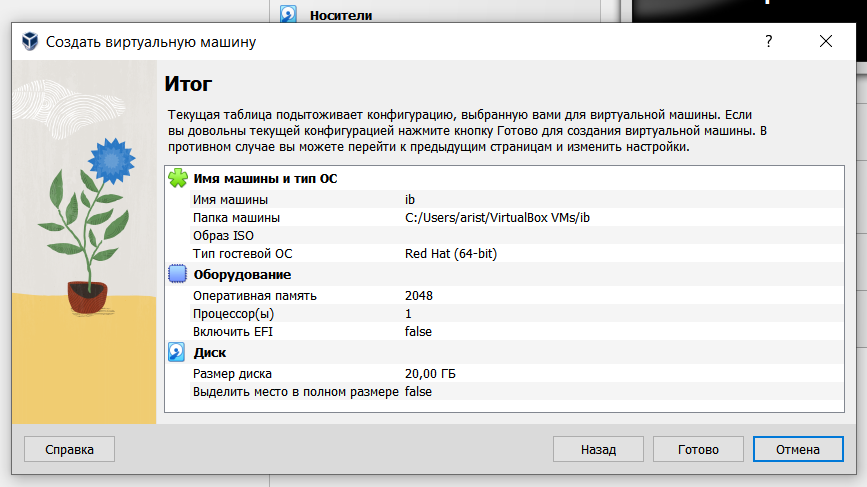 Носители
Создать виртуальную машину
?
Итог
Текущая таблица подытоживает конфигурацию, выбранную вами для виртуальной машины. Если
вы довольны текущей конфигурацией нажмите кнопку Готово для создания виртуальной машины. В
противном случае вы можете перейти к предыдущим страницам и изменить настройки.
Имя машины и тип ОС
Имя машины ib
Папка машины C:/Users/arist/VirtualBox VMs/ib
Образ ISO
Тип гостевой ОС Red Hat (64-bit)
Оборудование
Оперативная память 2048
Процессор(ы) 1
Включить EFI false
Диск
Размер диска 20,00 ГБ
Выделить место в полном размере false
Справка Назад Готово Отмена